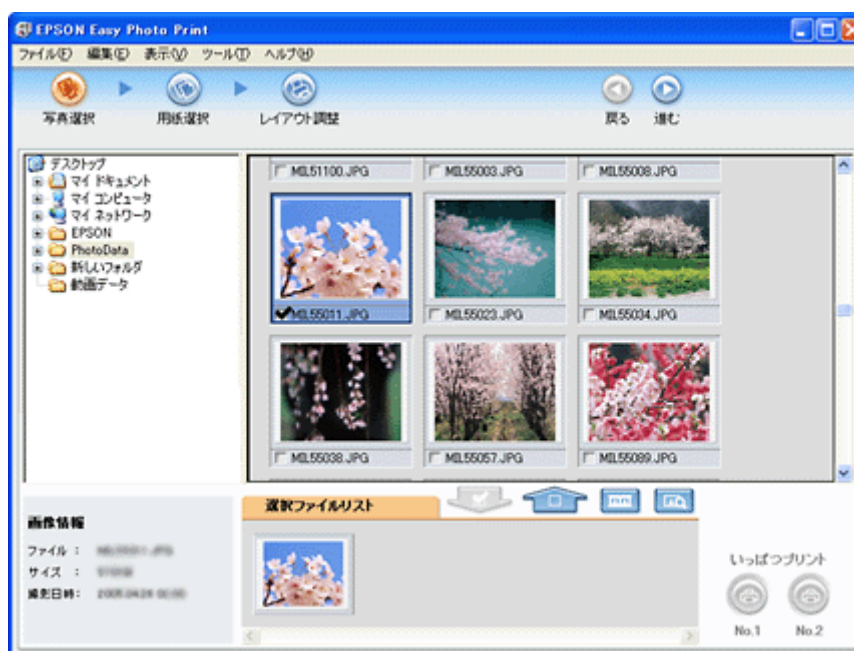 EPSON Easy Photo Print
ファイル(F) 編集(E) 表示(V) ツール(T) ヘルプ(H)
写真選択 用紙選択 レイアウト調整 戻る 進む
デスクトップ
マイ ドキュメント
マイ コンピュータ
マイ ネットワーク
EPSON
PhotoData
新しいフォルダ
動画データ
MIL51100.JPG MIL55003.JPG MIL55008.JPG
MIL55011.JPG MIL55023.JPG MIL55034.JPG
MIL55038.JPG MIL55057.JPG MIL55089.JPG
選択ファイルリスト
画像情報
ファイル :
サイズ :
撮影日時:
いっぱつプリント
No.1 No.2